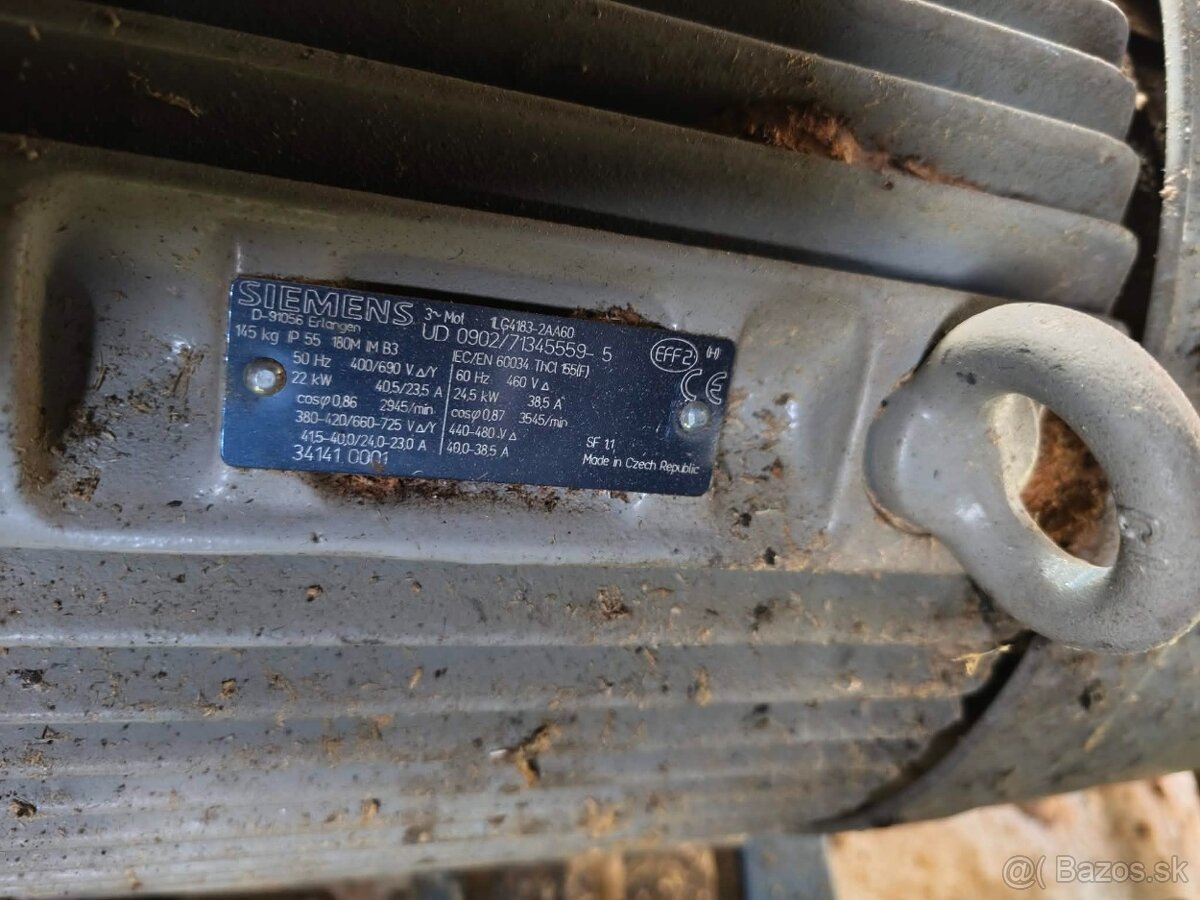 SIEMENS 3~ Mot 1LG4183-2AA60
D-91056 Erlangen UD 0902/71345559-5
145 kg IP 55 180M IM B3 IEC/EN 60034 ThCl 155(F) EFF2 (H)
50 Hz 400/690 V Δ/Y 60 Hz 460 V Δ CE
22 kW 40,5/23,5 A 24,5 kW 38,5 A
cosφ 0,86 2945/min cosφ 0,87 3545/min
380-420/660-725 V Δ/Y 440-480 V Δ SF 1.1
41,5-40,0/24,0-23,0 A 40,0-38,5 A Made in Czech Republic
34141 0001
@( Bazos.sk